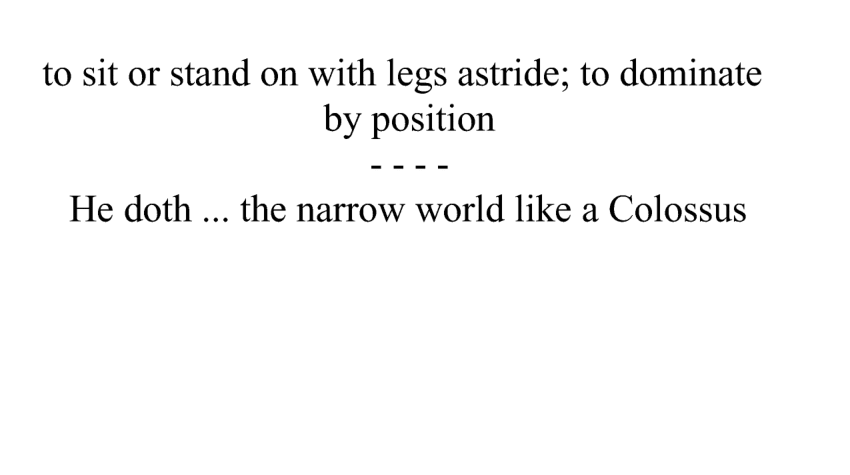 to sit or stand on with legs astride; to dominate
by position
- - - -
He doth ... the narrow world like a Colossus